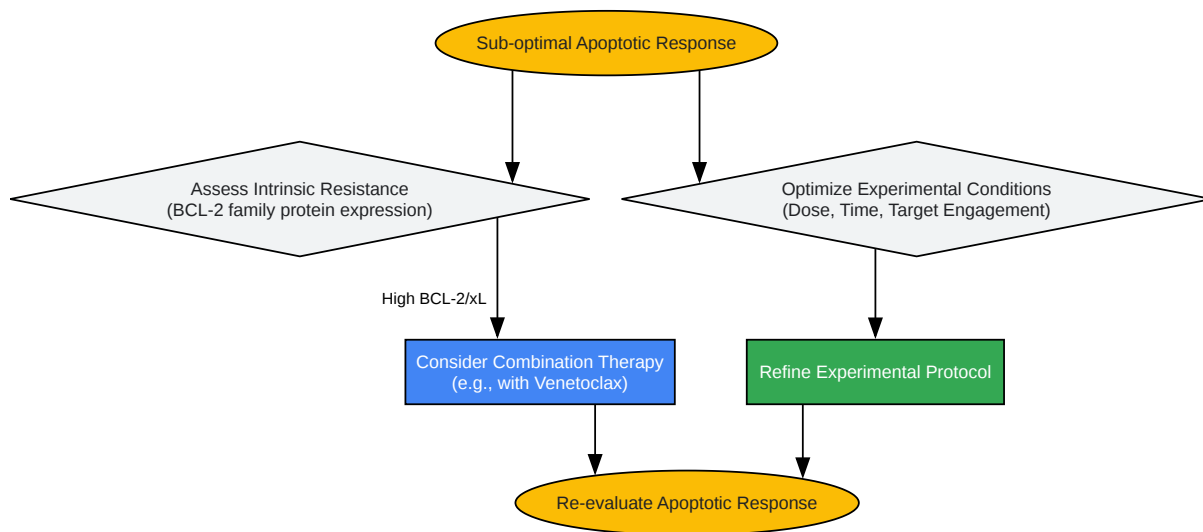 Sub-optimal Apoptotic Response
Assess Intrinsic Resistance
(BCL-2 family protein expression)
Optimize Experimental Conditions
(Dose, Time, Target Engagement)
High BCL-2/xL
Consider Combination Therapy
(e.g., with Venetoclax)
Refine Experimental Protocol
Re-evaluate Apoptotic Response